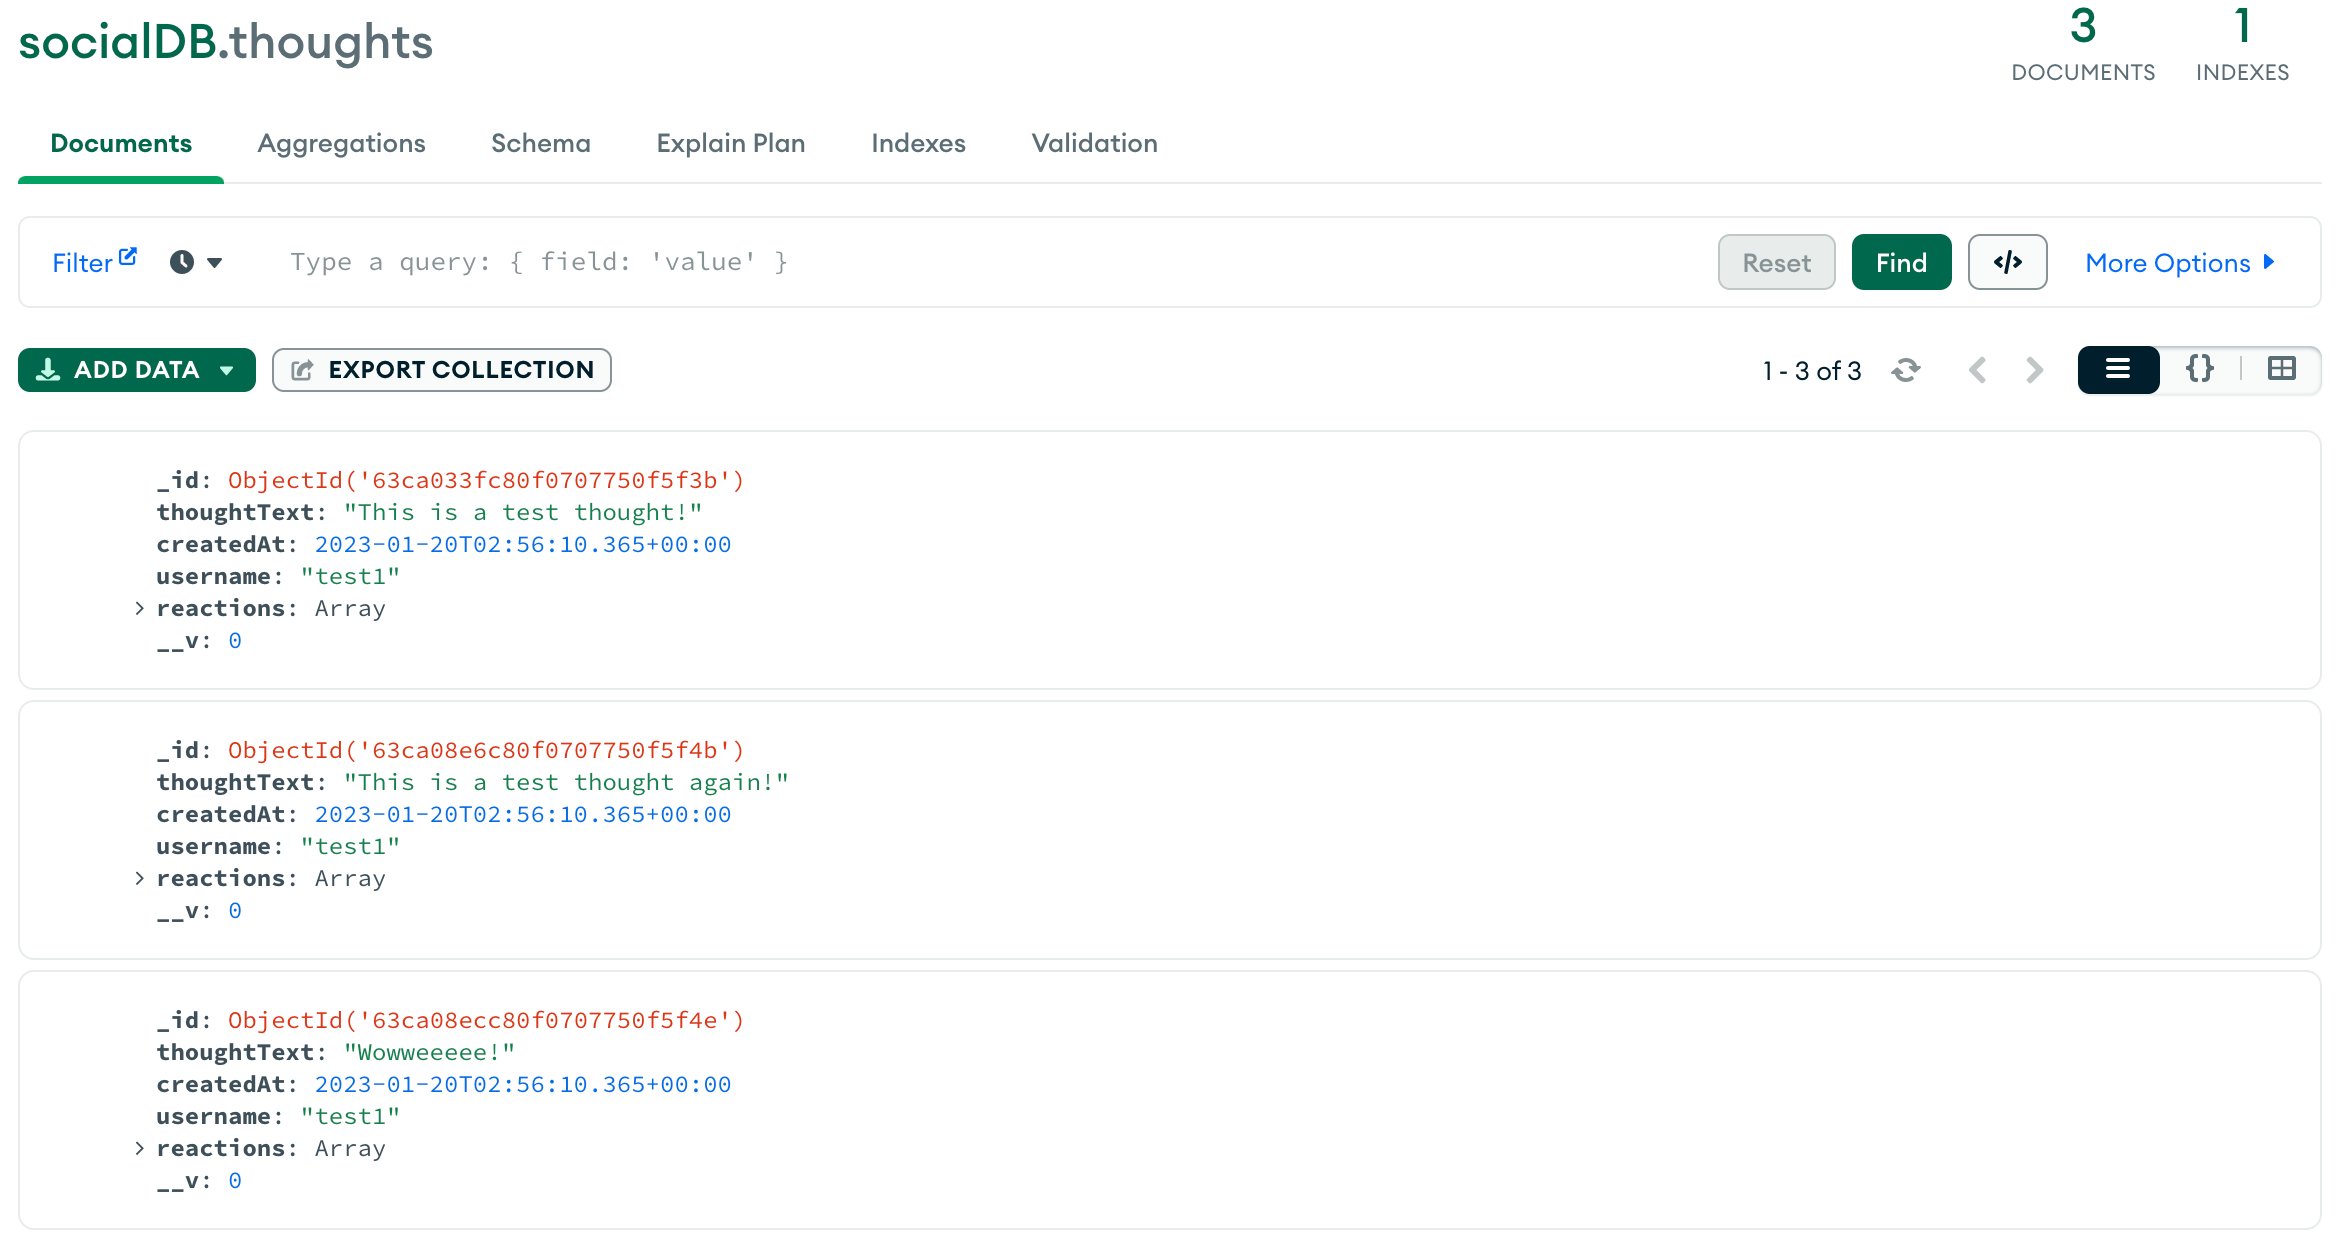 socialDB.thoughts
3 1
DOCUMENTS INDEXES
Documents Aggregations Schema Explain Plan Indexes Validation
Filter Type a query: { field: 'value' } Reset Find </> More Options
ADD DATA EXPORT COLLECTION 1 - 3 of 3 {}
_id: ObjectId('63ca033fc80f0707750f5f3b')
thoughtText: "This is a test thought!"
createdAt: 2023-01-20T02:56:10.365+00:00
username: "test1"
reactions: Array
__v: 0
_id: ObjectId('63ca08e6c80f0707750f5f4b')
thoughtText: "This is a test thought again!"
createdAt: 2023-01-20T02:56:10.365+00:00
username: "test1"
reactions: Array
__v: 0
_id: ObjectId('63ca08ecc80f0707750f5f4e')
thoughtText: "Wowweeeee!"
createdAt: 2023-01-20T02:56:10.365+00:00
username: "test1"
reactions: Array
__v: 0